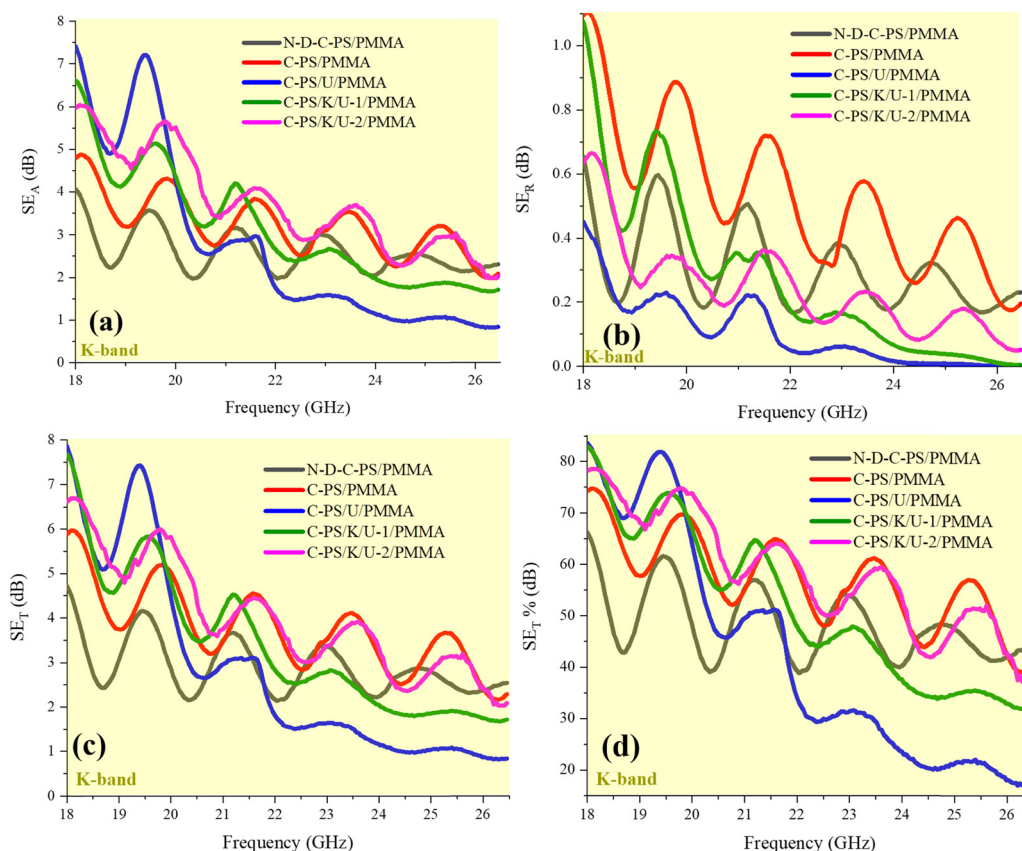 8
7
6
5
4
3
2
1
0
SE_A (dB)
N-D-C-PS/PMMA
C-PS/PMMA
C-PS/U/PMMA
C-PS/K/U-1/PMMA
C-PS/K/U-2/PMMA
(a)
K-band
18 20 22 24 26
Frequency (GHz)
1.0
0.8
0.6
0.4
0.2
0.0
SE_R (dB)
N-D-C-PS/PMMA
C-PS/PMMA
C-PS/U/PMMA
C-PS/K/U-1/PMMA
C-PS/K/U-2/PMMA
(b)
K-band
18 20 22 24 26
Frequency (GHz)
8
7
6
5
4
3
2
1
0
SE_T (dB)
N-D-C-PS/PMMA
C-PS/PMMA
C-PS/U/PMMA
C-PS/K/U-1/PMMA
C-PS/K/U-2/PMMA
(c)
K-band
18 19 20 21 22 23 24 25 26
Frequency (GHz)
80
70
60
50
40
30
20
SE_T % (dB)
N-D-C-PS/PMMA
C-PS/PMMA
C-PS/U/PMMA
C-PS/K/U-1/PMMA
C-PS/K/U-2/PMMA
(d)
K-band
18 19 20 21 22 23 24 25 26
Frequency (GHz)